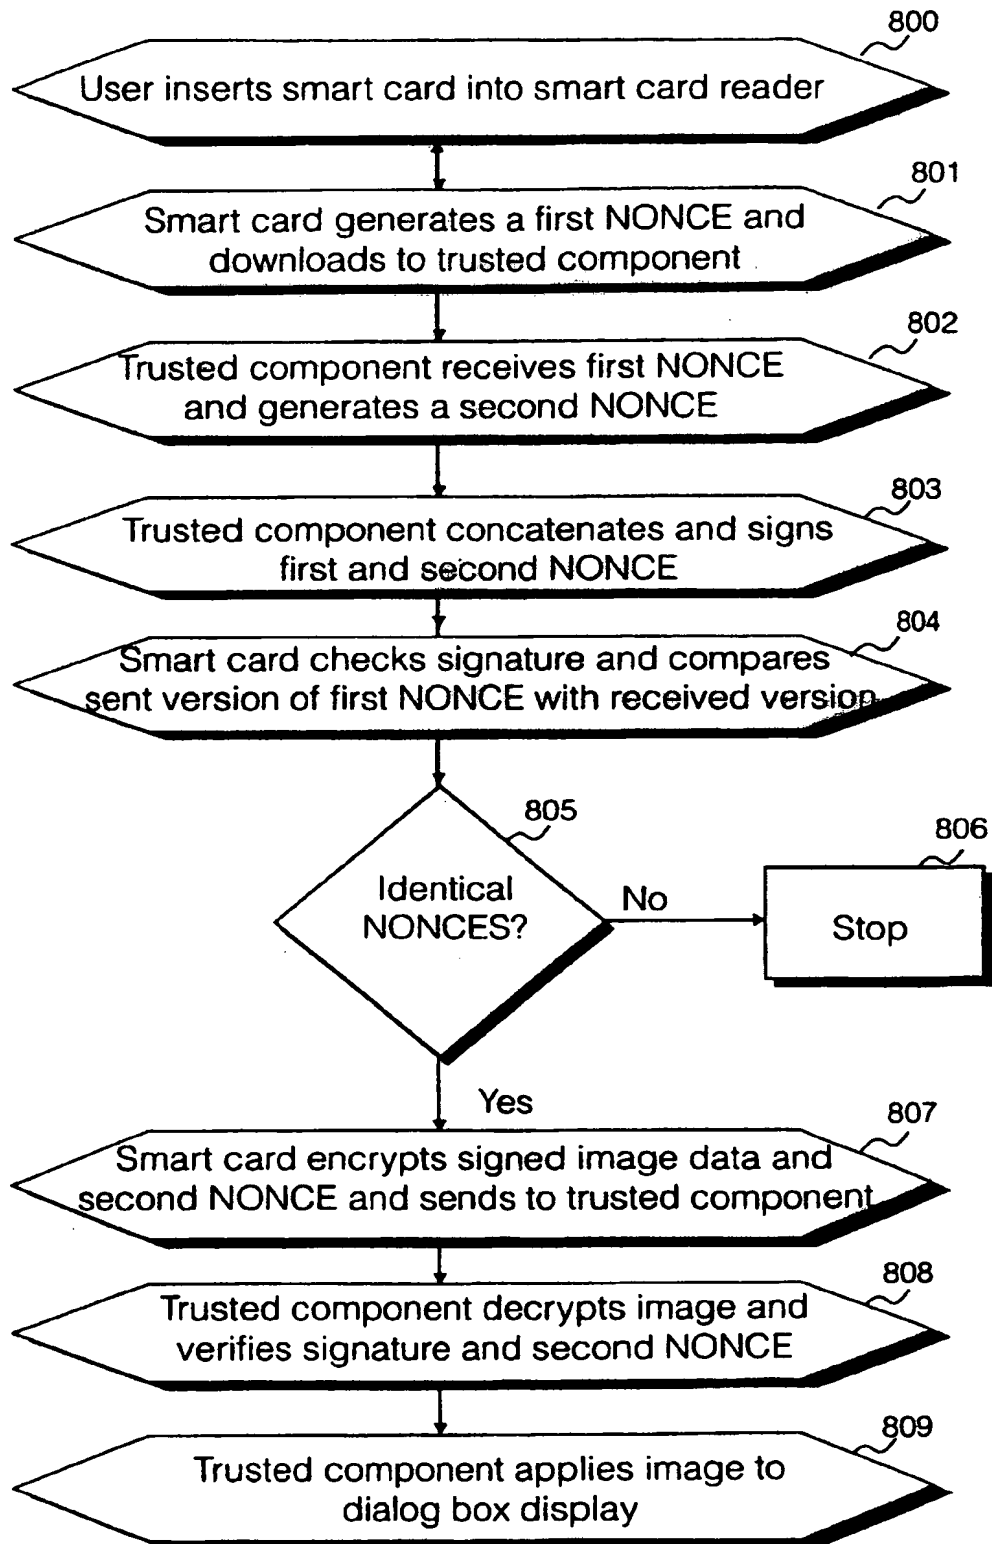 800
User inserts smart card into smart card reader
801
Smart card generates a first NONCE and
downloads to trusted component
802
Trusted component receives first NONCE
and generates a second NONCE
803
Trusted component concatenates and signs
first and second NONCE
804
Smart card checks signature and compares
sent version of first NONCE with received version
805
Identical
NONCES?
No
806
Stop
Yes
807
Smart card encrypts signed image data and
second NONCE and sends to trusted component
808
Trusted component decrypts image and
verifies signature and second NONCE
809
Trusted component applies image to
dialog box display